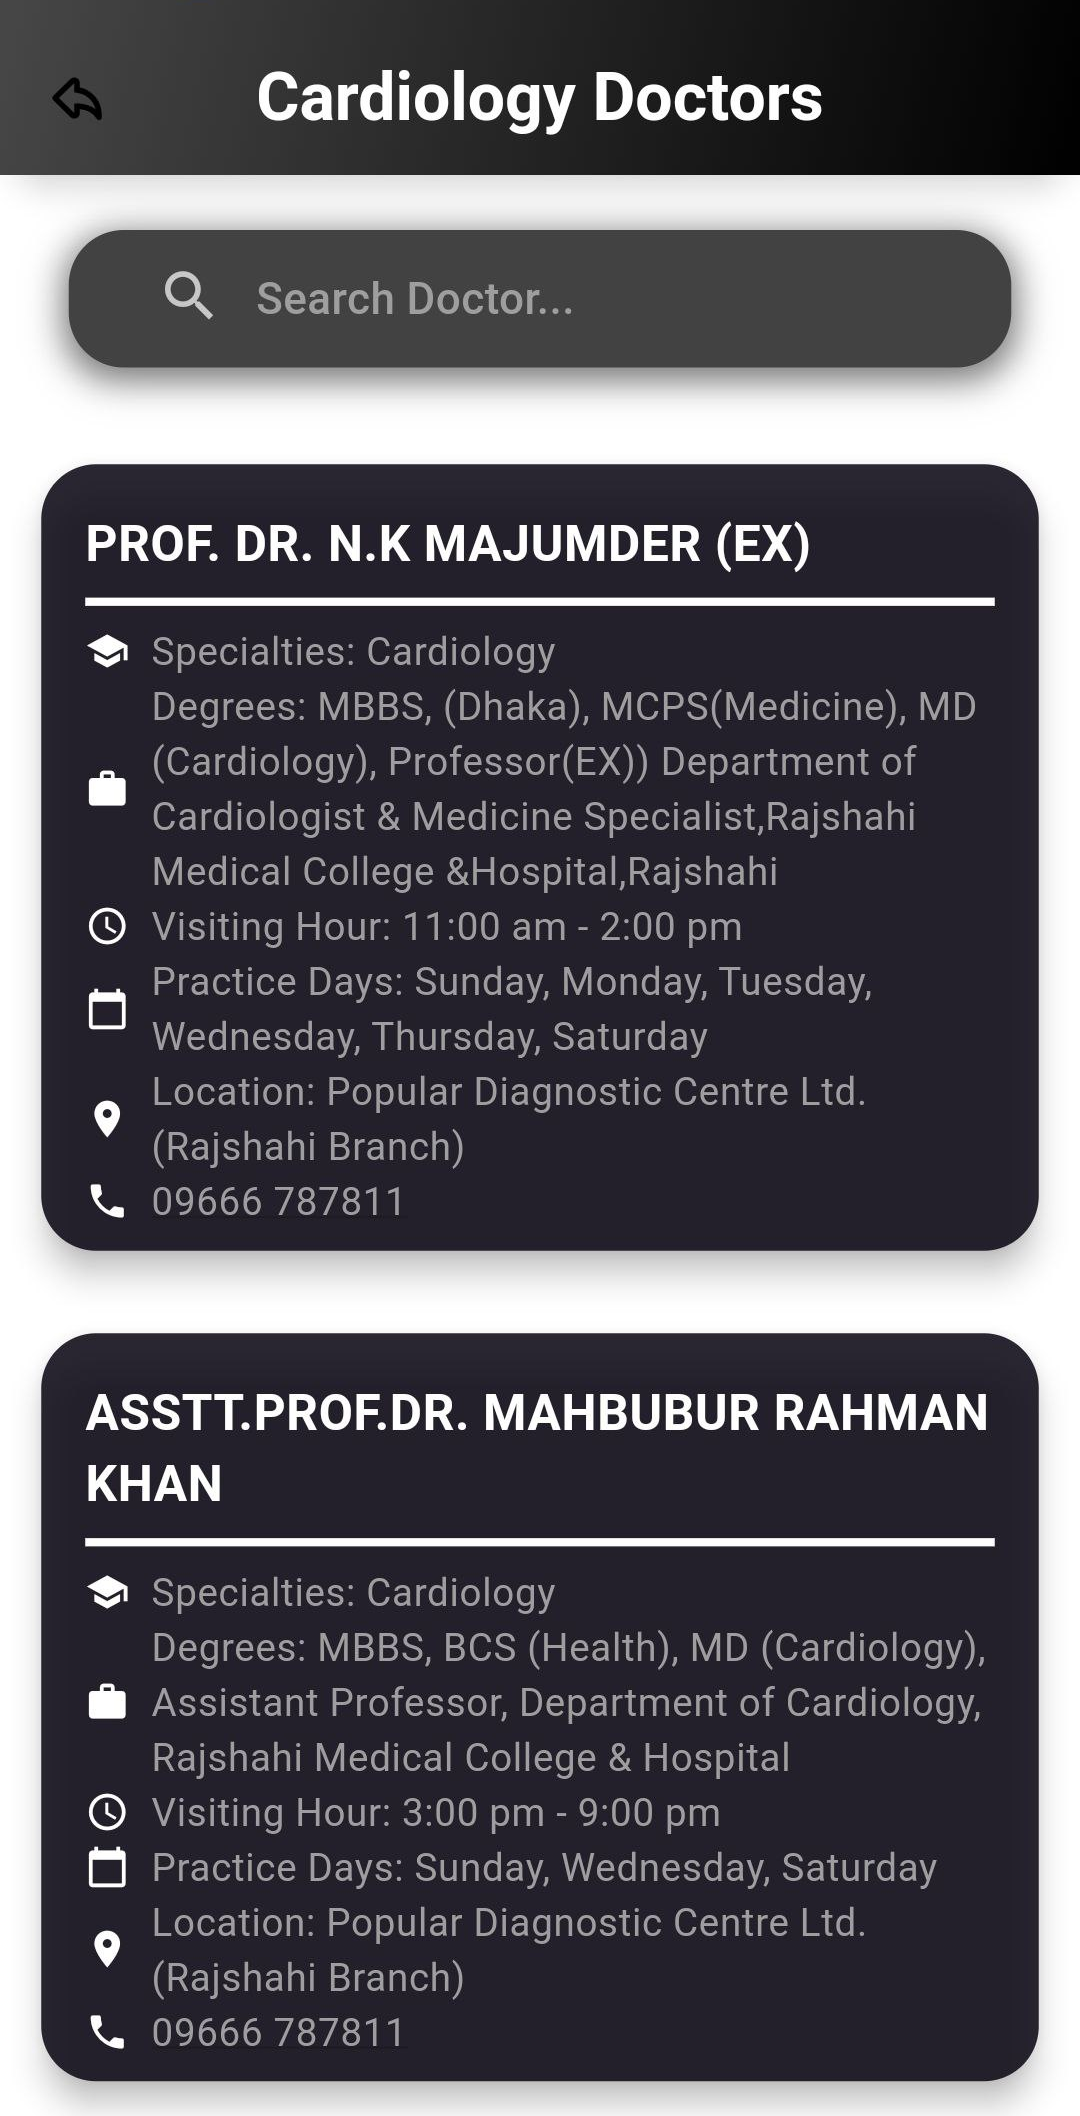 Cardiology Doctors
Search Doctor...
PROF. DR. N.K MAJUMDER (EX)
Specialties: Cardiology
Degrees: MBBS, (Dhaka), MCPS(Medicine), MD
(Cardiology), Professor(EX)) Department of
Cardiologist & Medicine Specialist,Rajshahi
Medical College &Hospital,Rajshahi
Visiting Hour: 11:00 am - 2:00 pm
Practice Days: Sunday, Monday, Tuesday,
Wednesday, Thursday, Saturday
Location: Popular Diagnostic Centre Ltd.
(Rajshahi Branch)
09666 787811
ASSTT.PROF.DR. MAHBUBUR RAHMAN
KHAN
Specialties: Cardiology
Degrees: MBBS, BCS (Health), MD (Cardiology),
Assistant Professor, Department of Cardiology,
Rajshahi Medical College & Hospital
Visiting Hour: 3:00 pm - 9:00 pm
Practice Days: Sunday, Wednesday, Saturday
Location: Popular Diagnostic Centre Ltd.
(Rajshahi Branch)
09666 787811